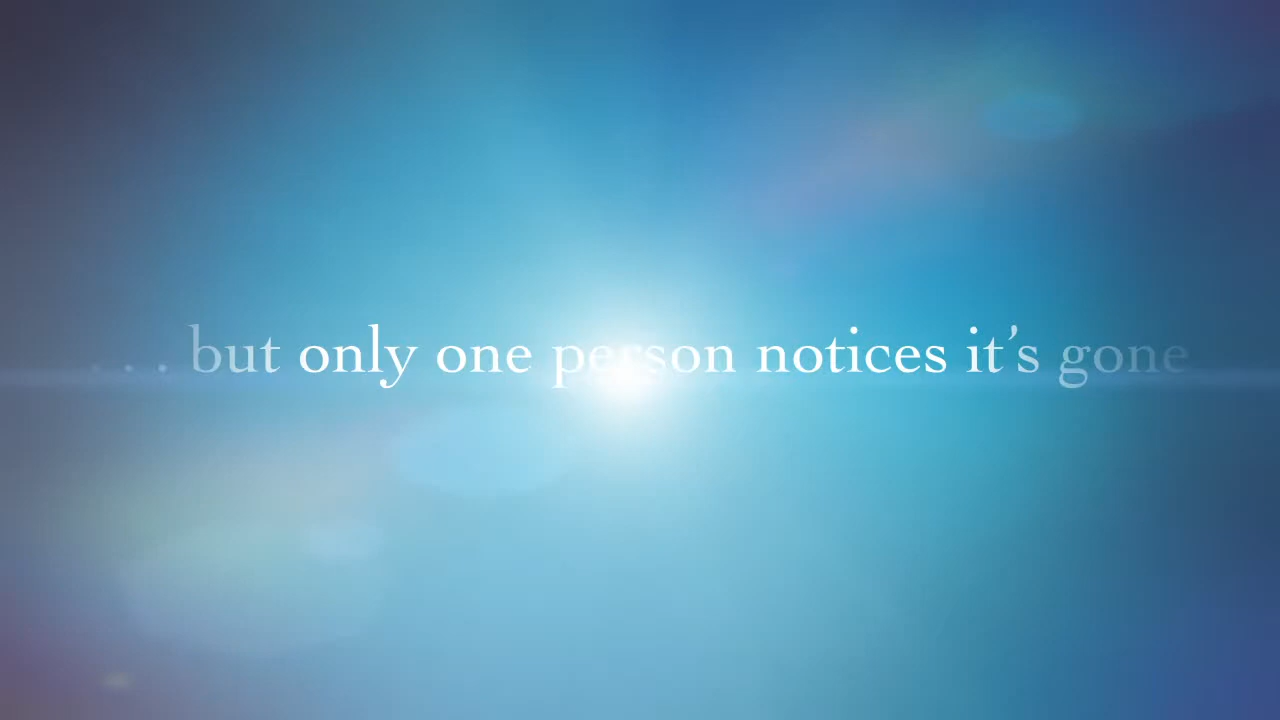 . . . but only one person notices it’s gone